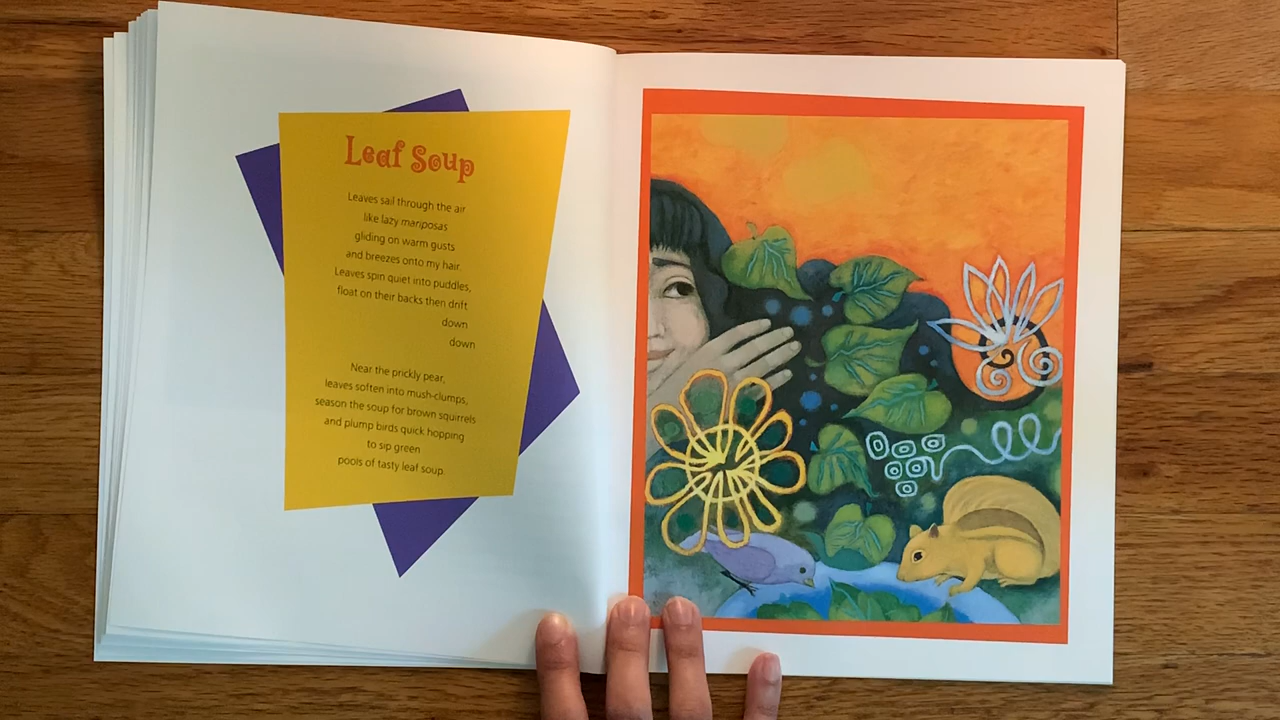 Leaf Soup
Leaves sail through the air
like lazy mariposas
gliding on warm gusts
and breezes onto my hair.
Leaves spin quiet into puddles,
float on their backs then drift
down
down
Near the prickly pear,
leaves soften into mush-clumps,
season the soup for brown squirrels
and plump birds quick hopping
to sip green
pools of tasty leaf soup.